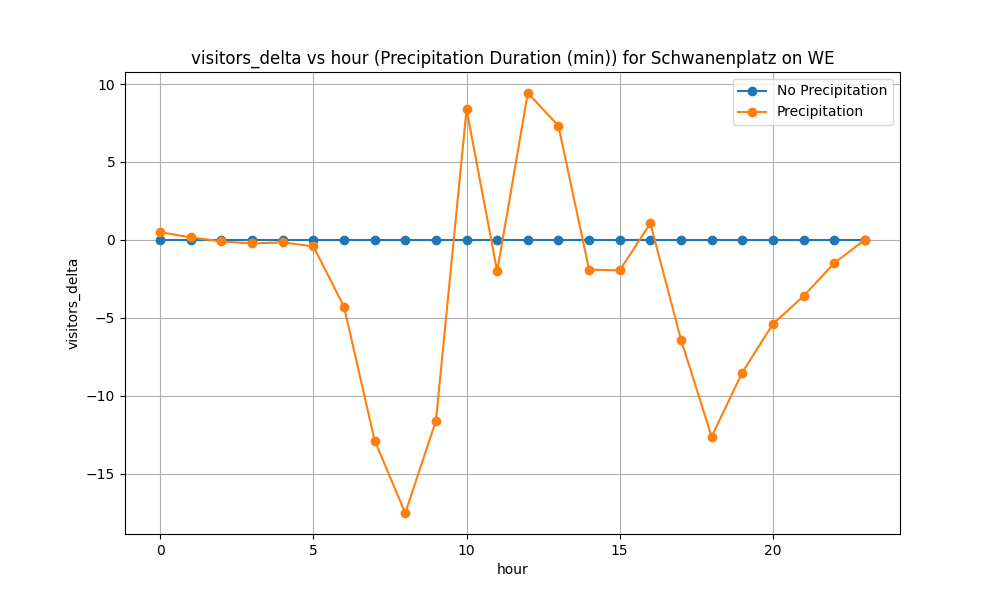 visitors_delta vs hour (Precipitation Duration (min)) for Schwanenplatz on WE
No Precipitation
Precipitation
10
5
0
−5
−10
−15
visitors_delta
0 5 10 15 20
hour